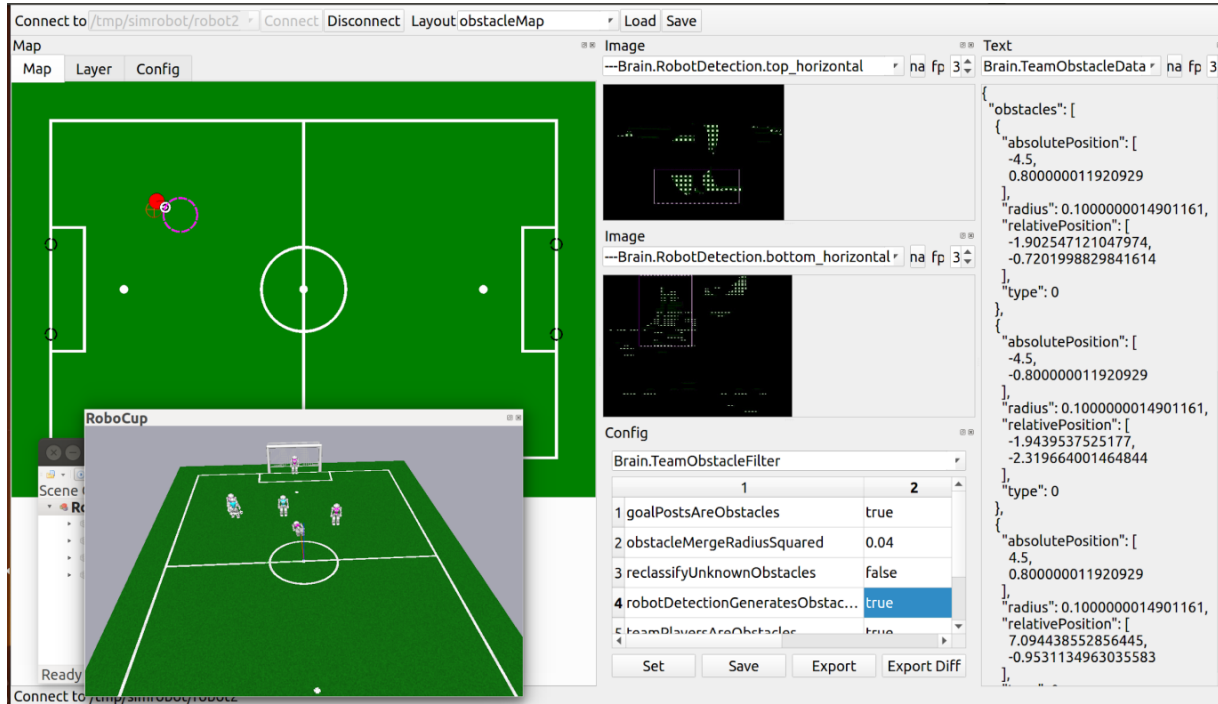 Connect to /tmp/simrobot/robot2 Connect Disconnect Layout obstacleMap Load Save
Map
Map Layer Config
Image
---Brain.RobotDetection.top_horizontal na fp 3
Image
---Brain.RobotDetection.bottom_horizontal na fp 3
Config
Brain.TeamObstacleFilter
1 2
1 goalPostsAreObstacles true
2 obstacleMergeRadiusSquared 0.04
3 reclassifyUnknownObstacles false
4 robotDetectionGeneratesObstac... true
5 teamPlayersAreObstacles true
Set Save Export Export Diff
Text
Brain.TeamObstacleData na fp 3
{
"obstacles": [
{
"absolutePosition": [
-4.5,
0.800000011920929
],
"radius": 0.1000000014901161,
"relativePosition": [
-1.902547121047974,
-0.7201998829841614
],
"type": 0
},
{
"absolutePosition": [
-4.5,
-0.800000011920929
],
"radius": 0.1000000014901161,
"relativePosition": [
-1.9439537525177,
-2.319664001464844
],
"type": 0
},
{
"absolutePosition": [
4.5,
0.800000011920929
],
"radius": 0.1000000014901161,
"relativePosition": [
7.094438552856445,
-0.9531134963035583
],
RoboCup
Scene
Ready
Connect to /tmp/simrobot/robot2